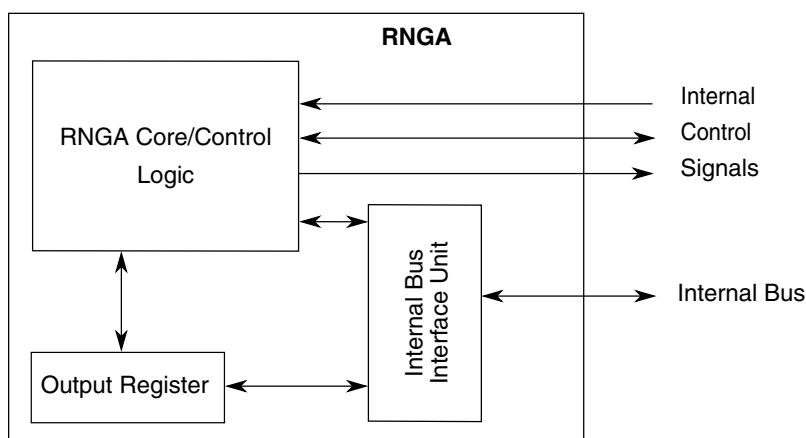 RNGA
RNGA Core/Control
Logic
Internal
Control
Signals
Internal Bus
Interface Unit
Internal Bus
Output Register